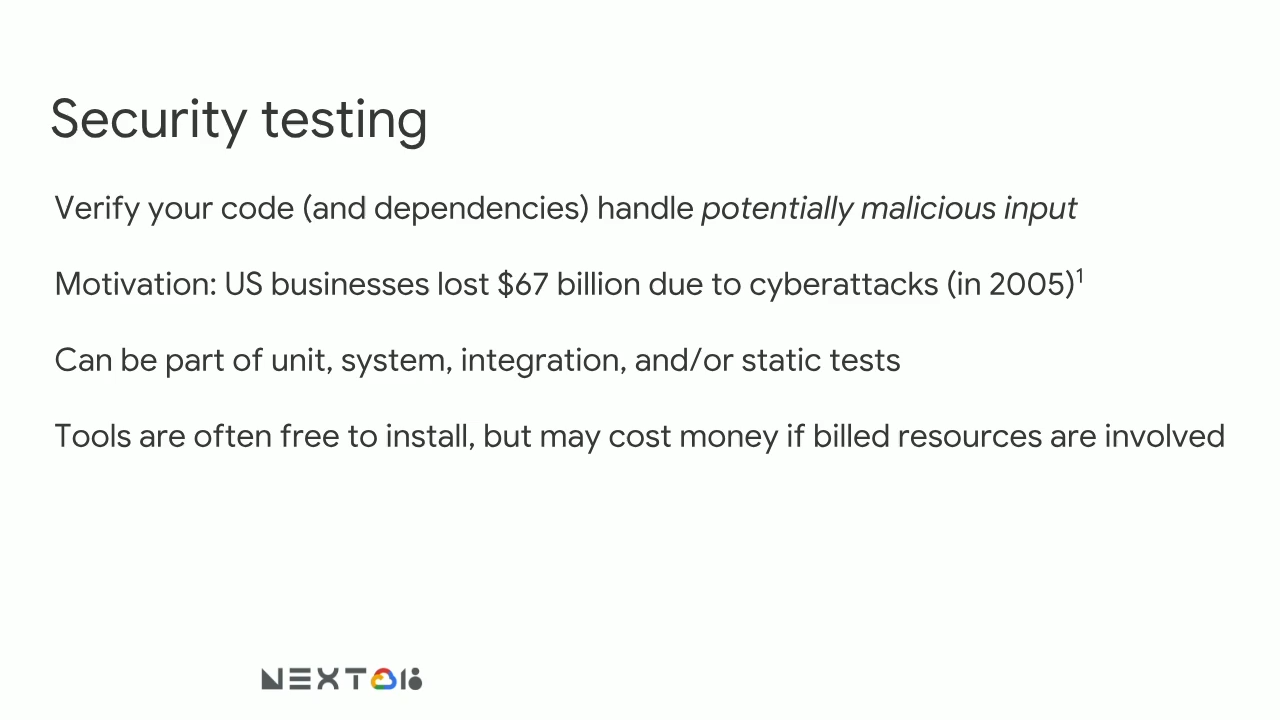 Security testing
Verify your code (and dependencies) handle potentially malicious input
Motivation: US businesses lost $67 billion due to cyberattacks (in 2005)¹
Can be part of unit, system, integration, and/or static tests
Tools are often free to install, but may cost money if billed resources are involved
NEXT 18